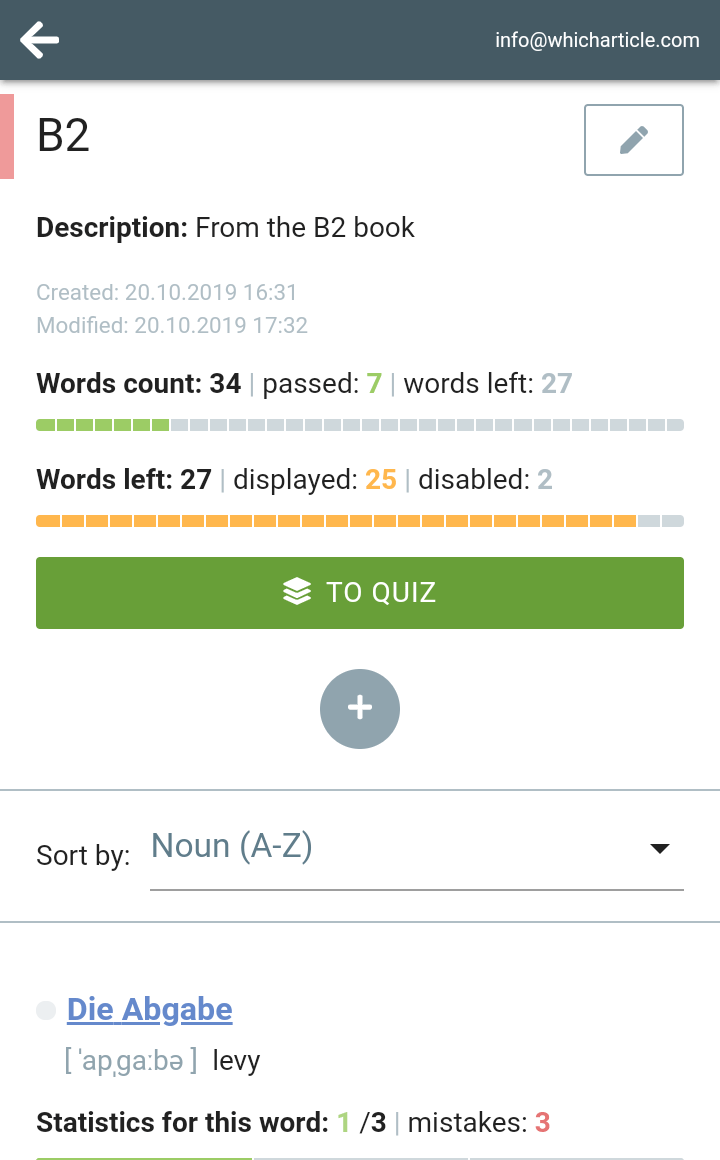 info@whicharticle.com
B2
Description: From the B2 book
Created: 20.10.2019 16:31
Modified: 20.10.2019 17:32
Words count: 34 | passed: 7 | words left: 27
Words left: 27 | displayed: 25 | disabled: 2
TO QUIZ
+
Sort by: Noun (A-Z)
Die Abgabe
[ ˈapˌɡaːbə ] levy
Statistics for this word: 1 /3 | mistakes: 3